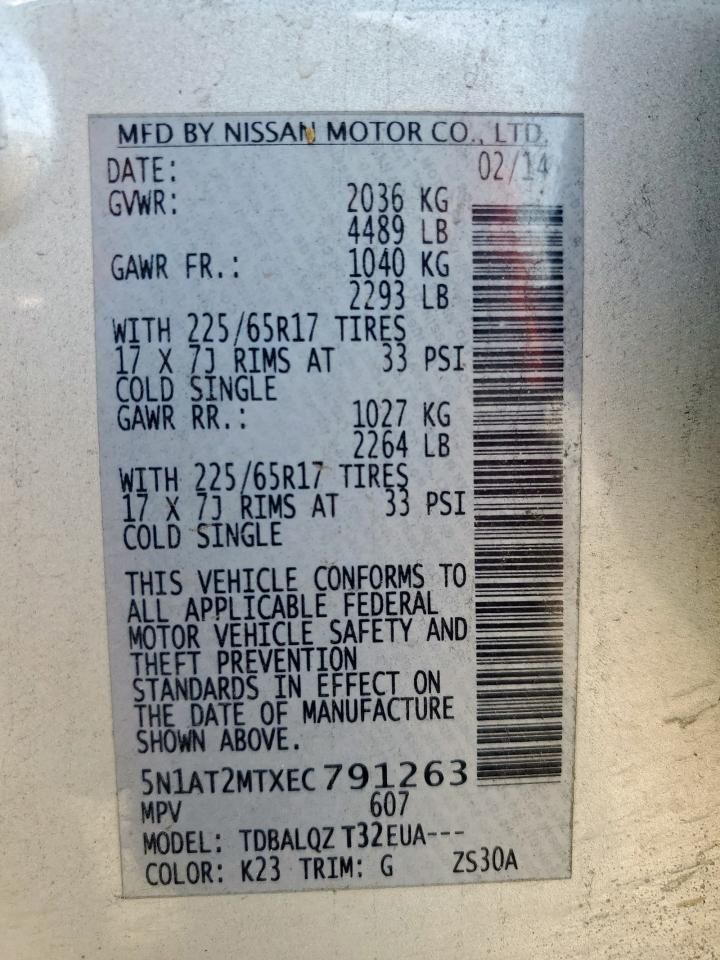 MFD BY NISSAN MOTOR CO., LTD.
DATE: 02/14
GVWR: 2036 KG
4489 LB
GAWR FR.: 1040 KG
2293 LB
WITH 225/65R17 TIRES
17 X 7J RIMS AT 33 PSI
COLD SINGLE
GAWR RR.: 1027 KG
2264 LB
WITH 225/65R17 TIRES
17 X 7J RIMS AT 33 PSI
COLD SINGLE
THIS VEHICLE CONFORMS TO
ALL APPLICABLE FEDERAL
MOTOR VEHICLE SAFETY AND
THEFT PREVENTION
STANDARDS IN EFFECT ON
THE DATE OF MANUFACTURE
SHOWN ABOVE.
5N1AT2MTXEC791263
MPV 607
MODEL: TDBALQZ T32EUA---
COLOR: K23 TRIM: G ZS30A